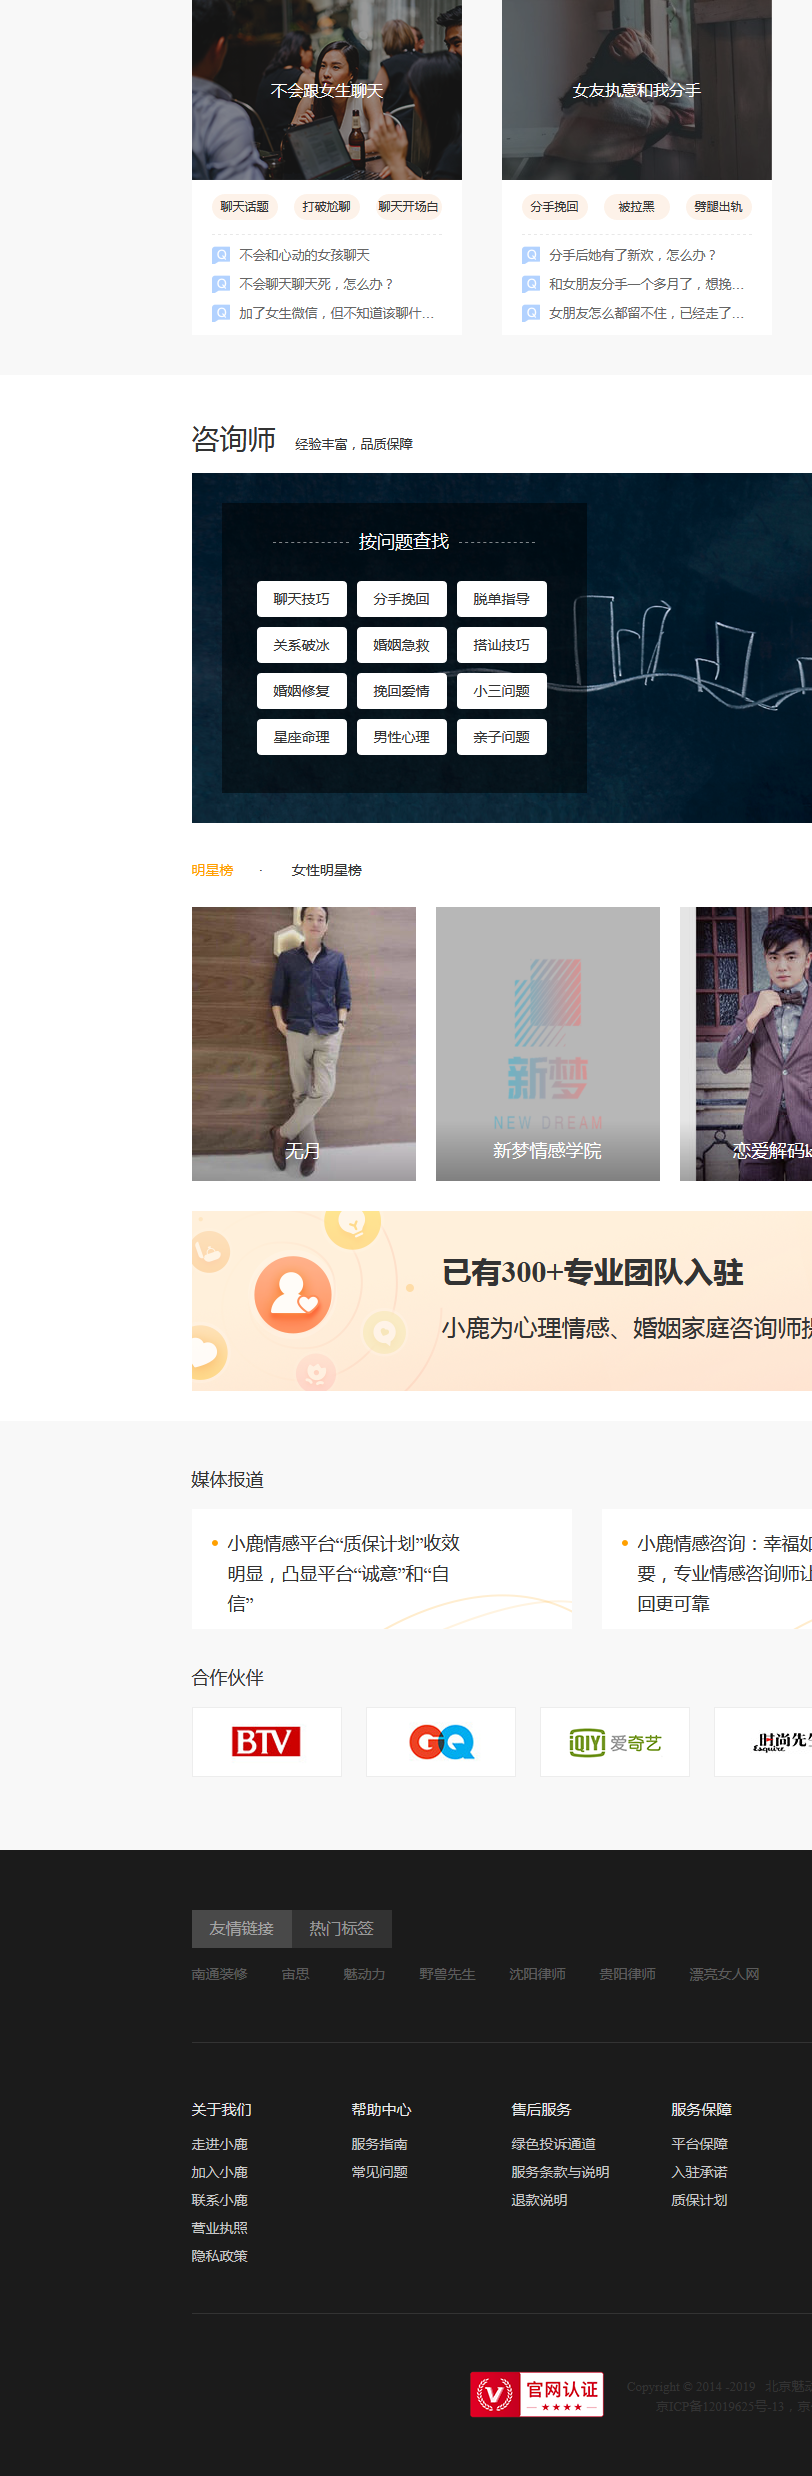 不会跟女生聊天
女友执意和我分手
聊天话题 打破尬聊 聊天开场白
分手挽回 被拉黑 劈腿出轨
Q 不会和心动的女孩聊天
Q 不会聊天聊天死，怎么办？
Q 加了女生微信，但不知道该聊什...
Q 分手后她有了新欢，怎么办？
Q 和女朋友分手一个多月了，想挽...
Q 女朋友怎么都留不住，已经走了...
咨询师 经验丰富，品质保障
按问题查找
聊天技巧 分手挽回 脱单指导
关系破冰 婚姻急救 搭讪技巧
婚姻修复 挽回爱情 小三问题
星座命理 男性心理 亲子问题
明星榜 · 女性明星榜
无月
新梦
NEW DREAM
新梦情感学院
恋爱解码k
已有300+专业团队入驻
小鹿为心理情感、婚姻家庭咨询师提
媒体报道
小鹿情感平台“质保计划”收效
明显，凸显平台“诚意”和“自
信”
小鹿情感咨询：幸福如
要，专业情感咨询师让
回更可靠
合作伙伴
BTV
GQ
iQIYI 爱奇艺
时尚先生
Esquire
友情链接 热门标签
南通装修 宙思 魅动力 野兽先生 沈阳律师 贵阳律师 漂亮女人网
关于我们
走进小鹿
加入小鹿
联系小鹿
营业执照
隐私政策
帮助中心
服务指南
常见问题
售后服务
绿色投诉通道
服务条款与说明
退款说明
服务保障
平台保障
入驻承诺
质保计划
V 官网认证
Copyright © 2014 -2019 北京魅动
京ICP备12019625号-13，京